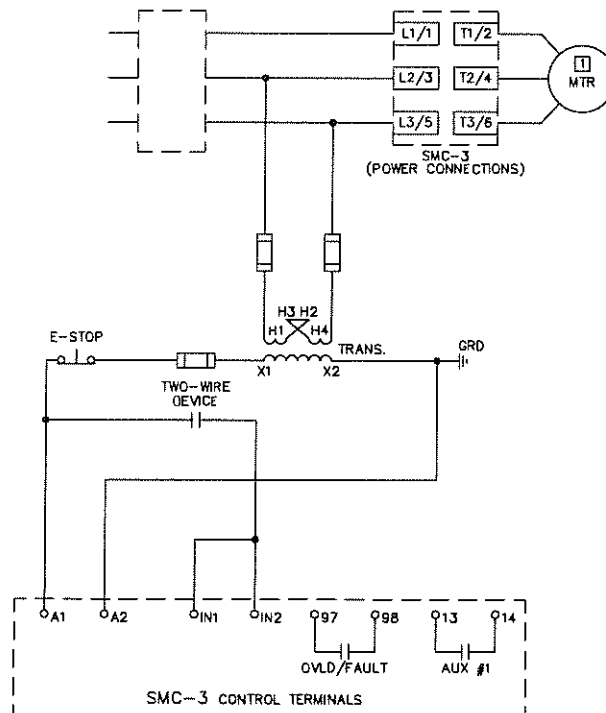 L1/1 T1/2
1
MTR
L2/3 T2/4
L3/5 T3/6
SMC-3
(POWER CONNECTIONS)
H3 H2
H1 H4
E-STOP
TRANS.
GRD
X1 X2
TWO-WIRE
DEVICE
A1 A2 IN1 IN2 97 98 13 14
OVLD/FAULT AUX #1
SMC-3 CONTROL TERMINALS